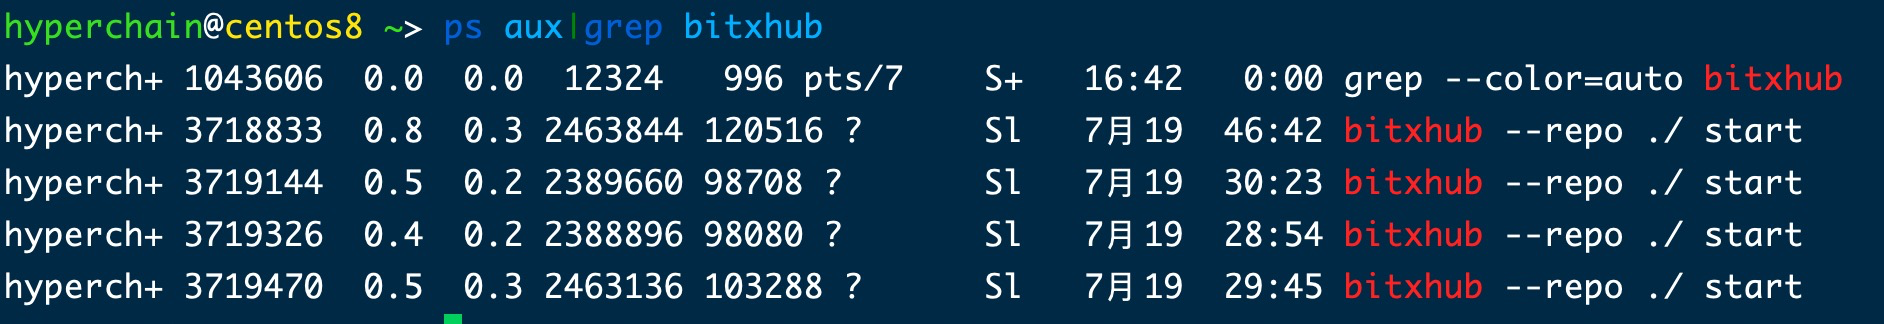 hyperchain@centos8 ~> ps aux|grep bitxhub
hyperch+ 1043606  0.0  0.0  12324   996 pts/7    S+   16:42   0:00 grep --color=auto bitxhub
hyperch+ 3718833  0.8  0.3 2463844 120516 ?      Sl   7月19  46:42 bitxhub --repo ./ start
hyperch+ 3719144  0.5  0.2 2389660 98708 ?       Sl   7月19  30:23 bitxhub --repo ./ start
hyperch+ 3719326  0.4  0.2 2388896 98080 ?       Sl   7月19  28:54 bitxhub --repo ./ start
hyperch+ 3719470  0.5  0.3 2463136 103288 ?      Sl   7月19  29:45 bitxhub --repo ./ start